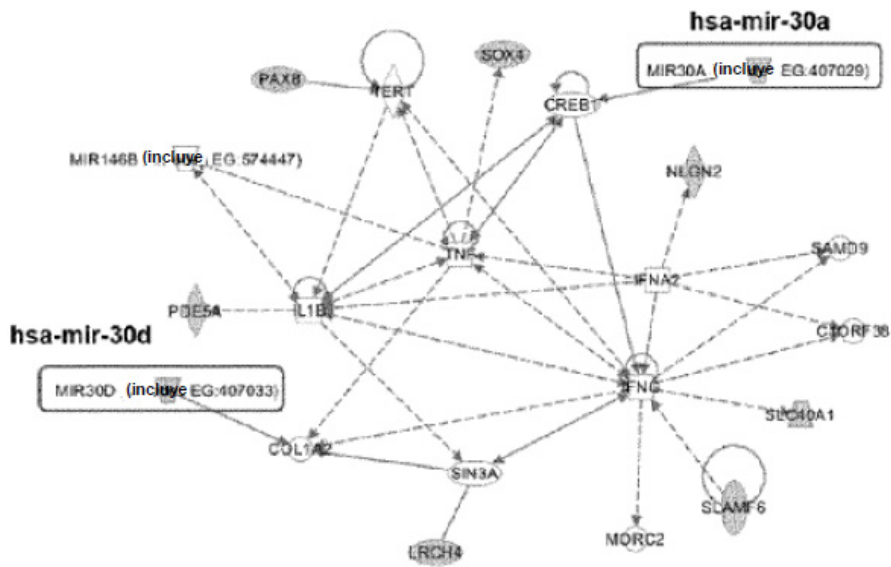 hsa-mir-30a
SOX4
MIR30A (incluye EG:407029)
PAX8
TERT
CREB1
MIR146B (incluye EG:574447)
NLGN2
TNF
SAMD9
IFNA2
PDE5A
IL1B
hsa-mir-30d
C7ORF38
MIR30D (incluye EG:407033)
IFNG
SLC40A1
COL1A2
SIN3A
SLAMF6
MORC2
LRCH4